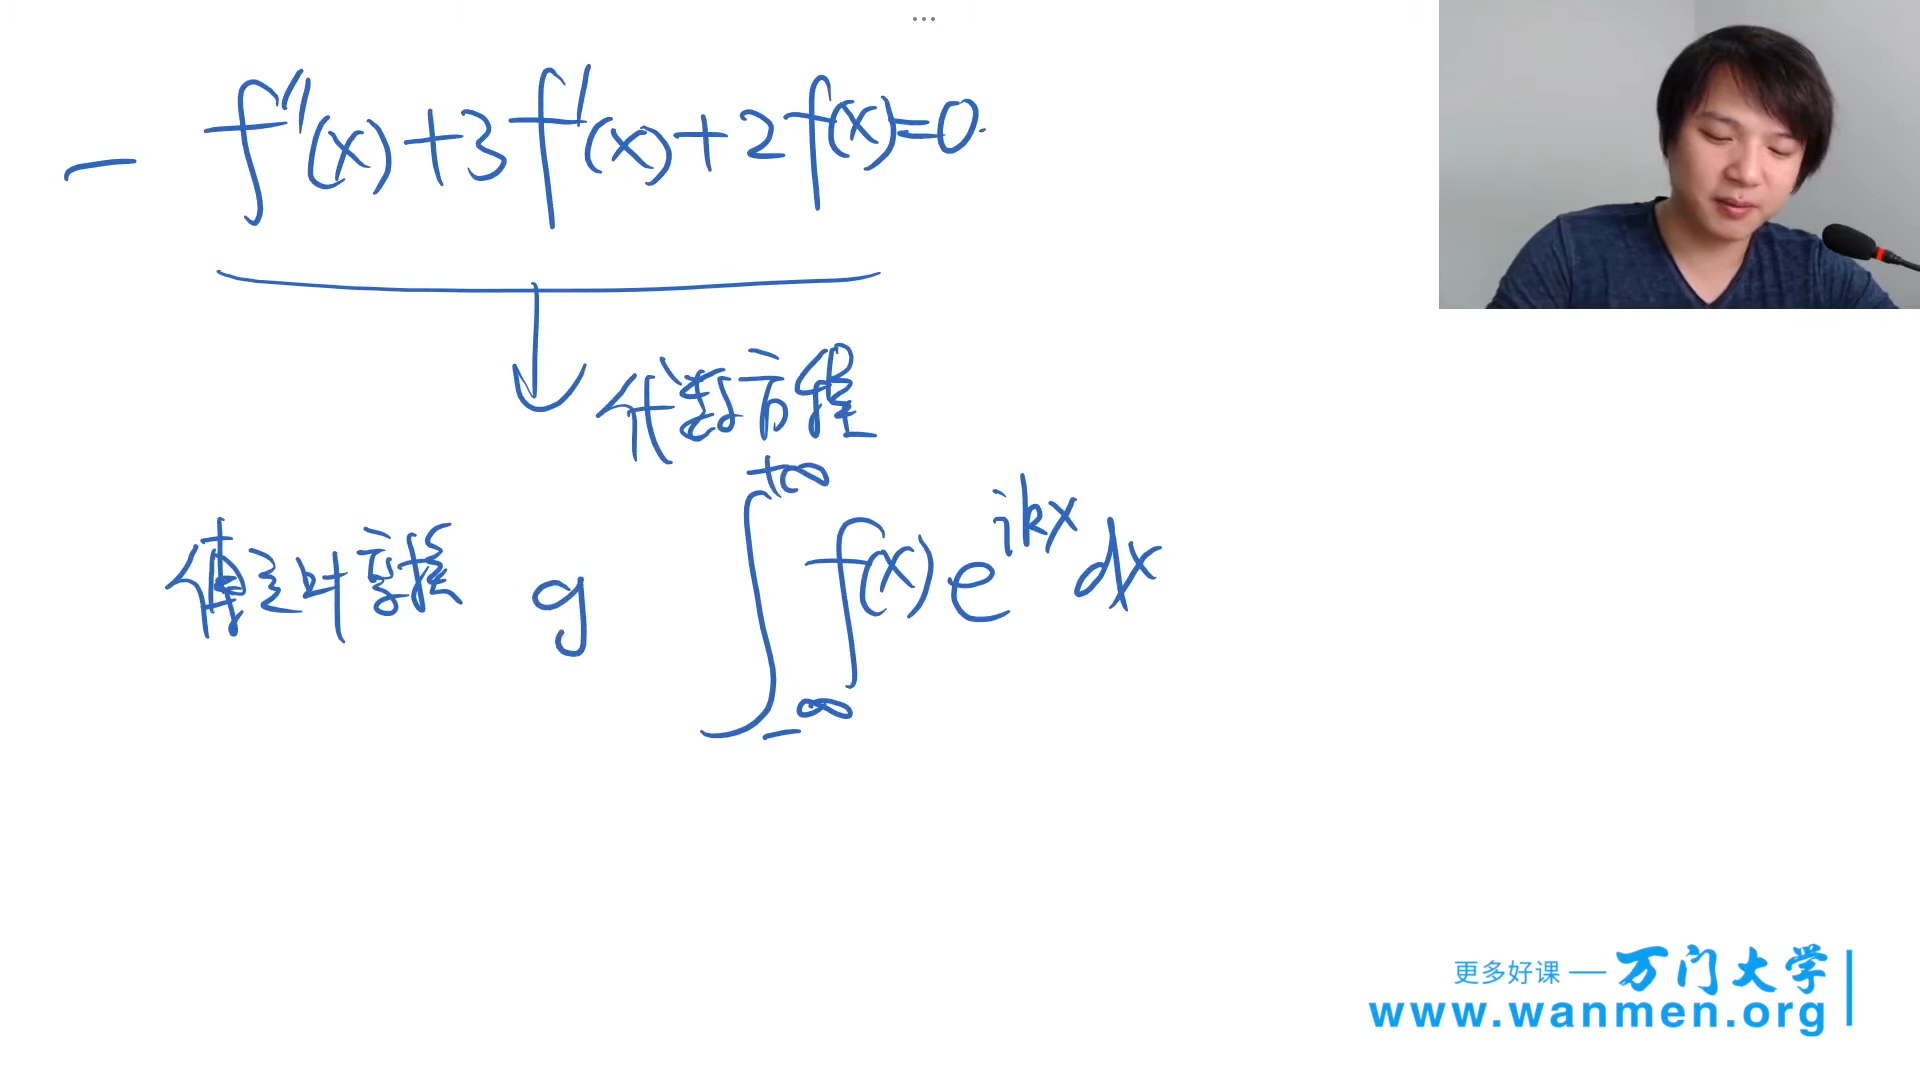 ...
— f''(x)+3f'(x)+2f(x)=0.
代数方程
傅立叶变换 g ∫_{-∞}^{+∞} f(x) e^{ikx} dx
更多好课 — 万门大学
www.wanmen.org